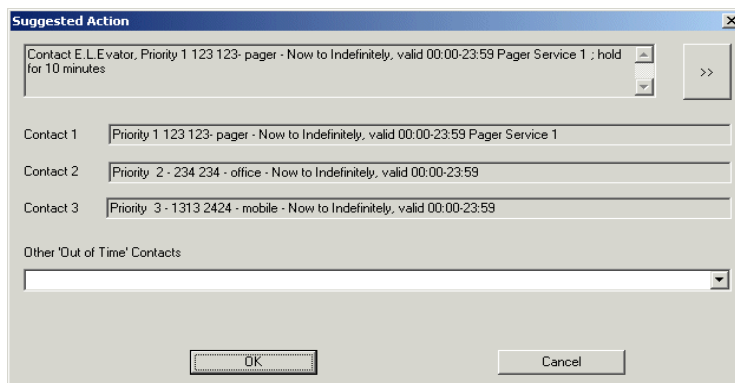 Suggested Action
Contact E.L.Evator, Priority 1 123 123- pager - Now to Indefinitely, valid 00:00-23:59 Pager Service 1 ; hold
for 10 minutes
>>
Contact 1 Priority 1 123 123- pager - Now to Indefinitely, valid 00:00-23:59 Pager Service 1
Contact 2 Priority 2 - 234 234 - office - Now to Indefinitely, valid 00:00-23:59
Contact 3 Priority 3 - 1313 2424 - mobile - Now to Indefinitely, valid 00:00-23:59
Other 'Out of Time' Contacts
OK Cancel